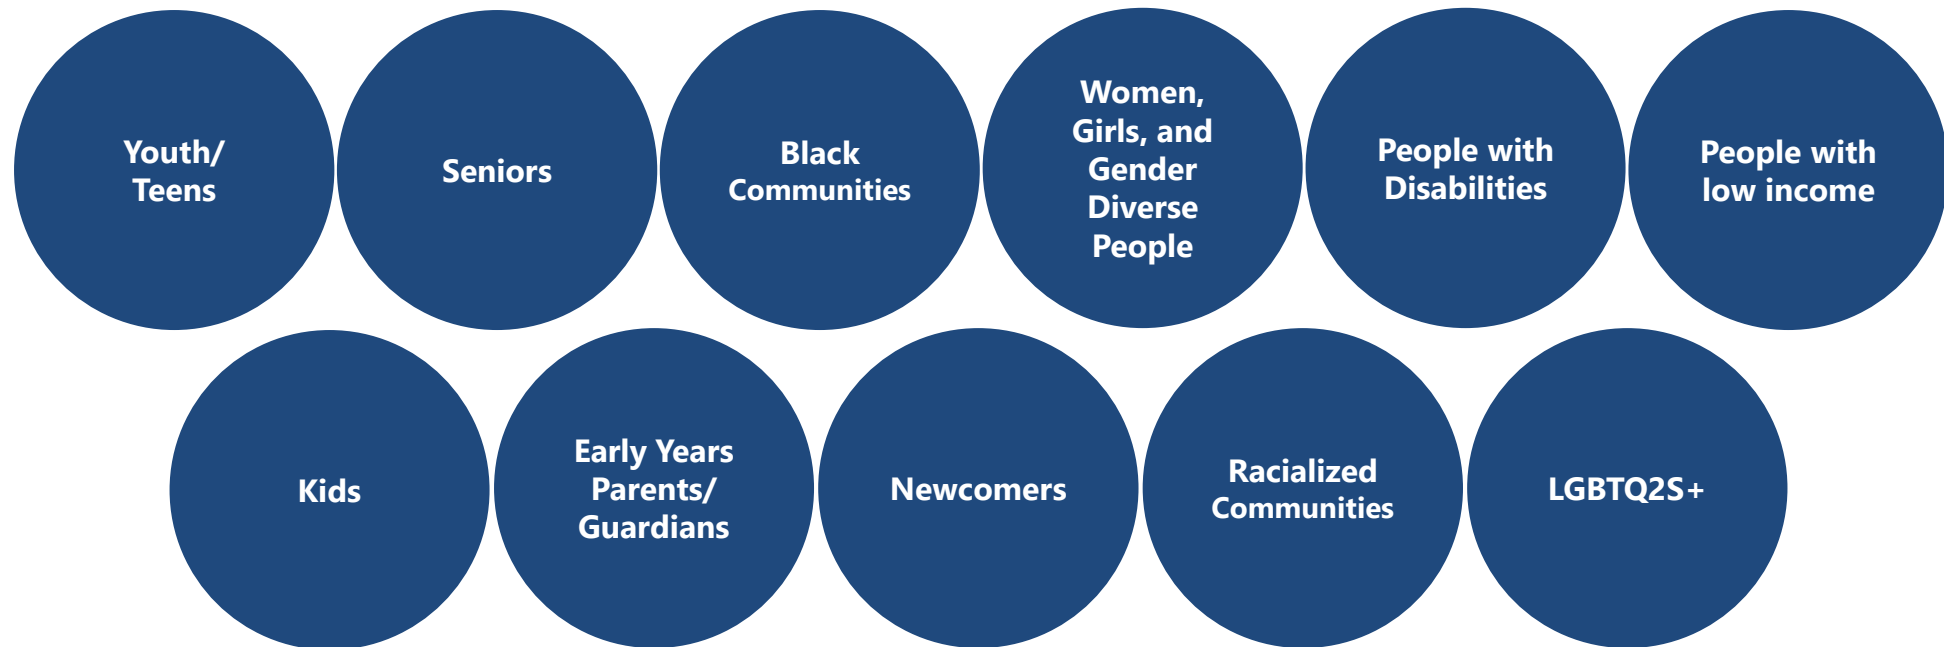 Youth/
Teens
Seniors
Black
Communities
Women,
Girls, and
Gender
Diverse
People
People with
Disabilities
People with
low income
Kids
Early Years
Parents/
Guardians
Newcomers
Racialized
Communities
LGBTQ2S+